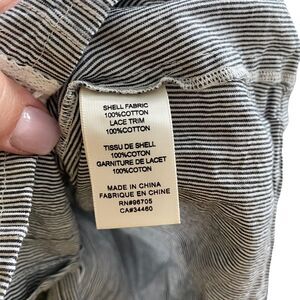 SHELL FABRIC
100%COTTON
LACE TRIM
100%COTTON
TISSU DE SHELL
100%COTTON
GARNITURE DE LACET
100%COTON
MADE IN CHINA
FABRIQUE EN CHINE
RN#96705
CA#34460